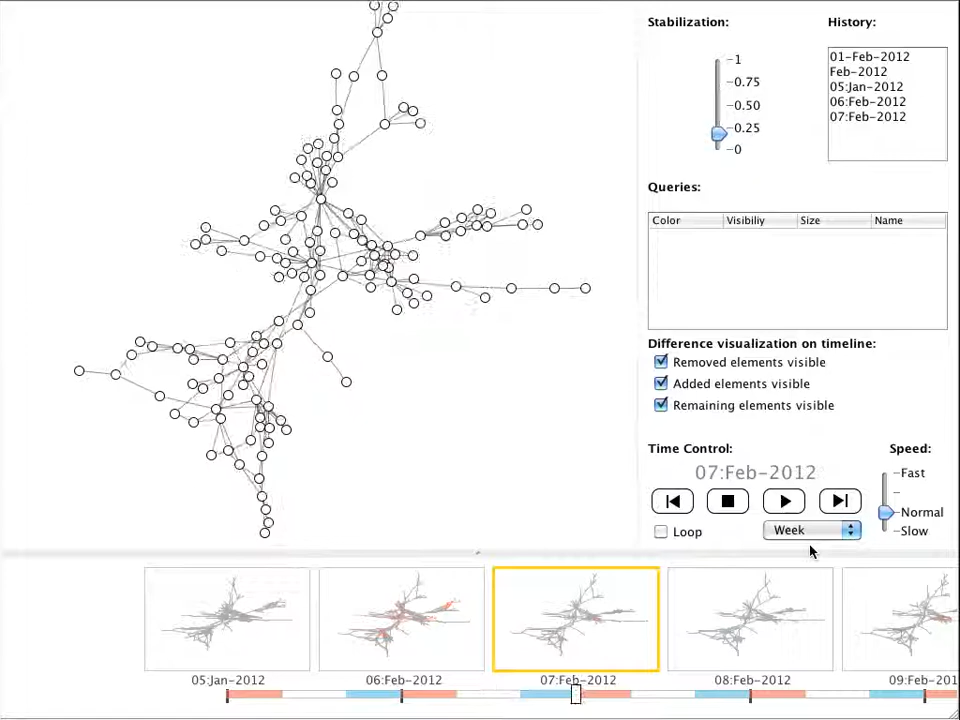 Stabilization:
1
0.75
0.50
0.25
0
History:
01-Feb-2012
Feb-2012
05:Jan-2012
06:Feb-2012
07:Feb-2012
Queries:
Color Visibiliy Size Name
Difference visualization on timeline:
Removed elements visible
Added elements visible
Remaining elements visible
Time Control:
07:Feb-2012
Loop
Week
Speed:
Fast
Normal
Slow
05:Jan-2012 06:Feb-2012 07:Feb-2012 08:Feb-2012 09:Feb-201